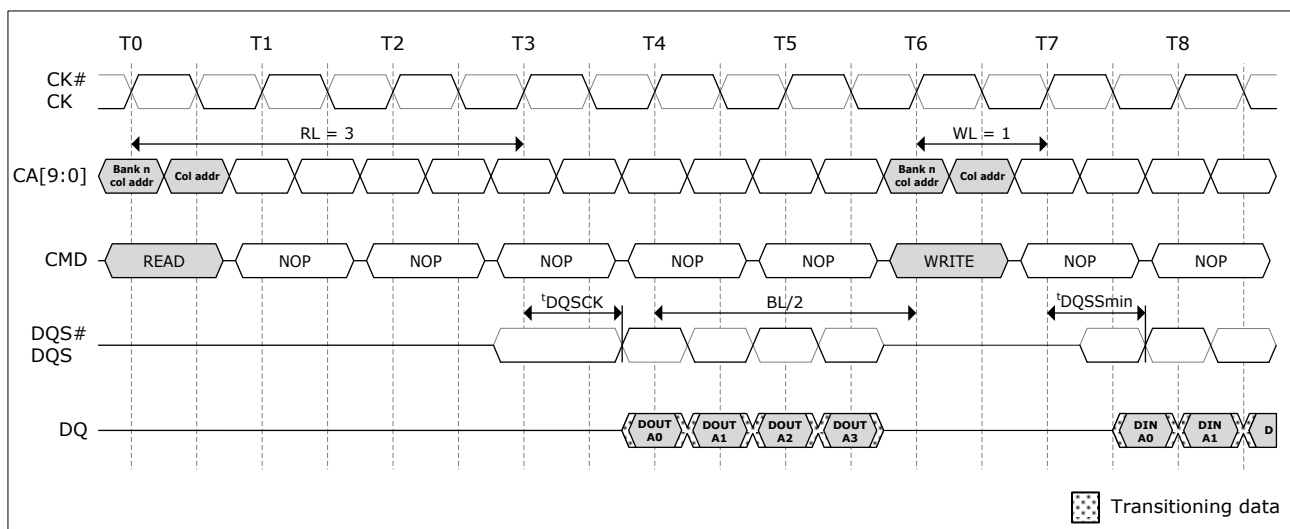 T0 T1 T2 T3 T4 T5 T6 T7 T8
CK#
CK
RL = 3 WL = 1
CA[9:0] Bank n col addr Col addr Bank n col addr Col addr
CMD READ NOP NOP NOP NOP NOP WRITE NOP NOP
tDQSCK BL/2 tDQSSmin
DQS#
DQS
DQ DOUT A0 DOUT A1 DOUT A2 DOUT A3 DIN A0 DIN A1 D
Transitioning data